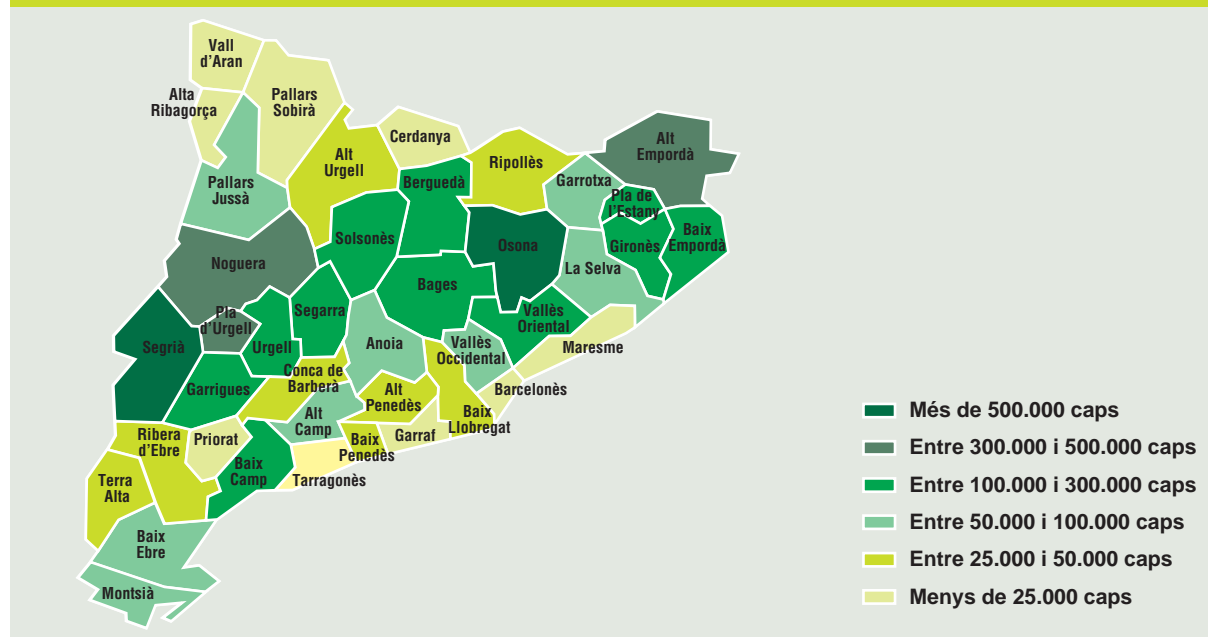 Vall
d'Aran
Alta
Ribagorça
Pallars
Sobirà
Cerdanya
Alt
Empordà
Alt
Urgell
Ripollès
Berguedà
Garrotxa
Pallars
Jussà
Pla de
l'Estany
Solsonès
Osona
Gironès
Baix
Empordà
Noguera
La Selva
Bages
Segarra
Vallès
Oriental
Pla
d'Urgell
Segrià
Urgell
Anoia
Vallès
Occidental
Maresme
Conca de
Barberà
Garrigues
Alt
Penedès
Barcelonès
Alt
Camp
Baix
Llobregat
Ribera
d'Ebre
Priorat
Garraf
Baix
Penedès
Baix
Camp
Tarragonès
Terra
Alta
Baix
Ebre
Montsià
Més de 500.000 caps
Entre 300.000 i 500.000 caps
Entre 100.000 i 300.000 caps
Entre 50.000 i 100.000 caps
Entre 25.000 i 50.000 caps
Menys de 25.000 caps